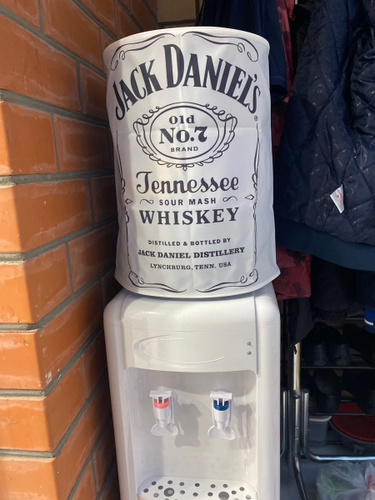 JACK DANIEL'S
Old
No.7
BRAND
Tennessee
SOUR MASH
WHISKEY
DISTILLED & BOTTLED BY
JACK DANIEL DISTILLERY
LYNCHBURG, TENN. USA